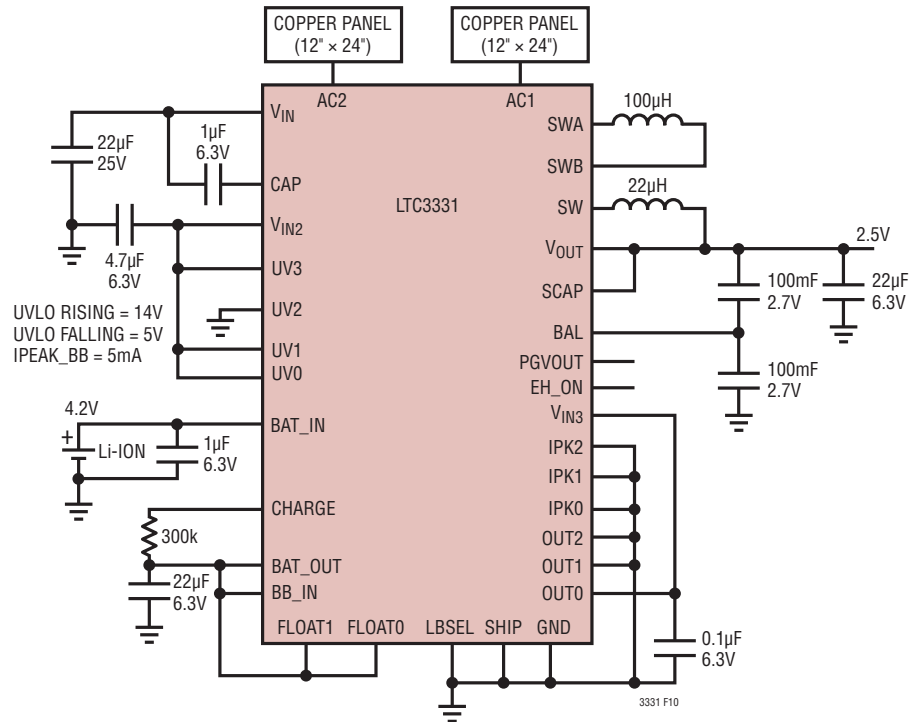 COPPER PANEL
(12" × 24")
COPPER PANEL
(12" × 24")
AC2
AC1
VIN
CAP
VIN2
UV3
UV2
UV1
UV0
BAT_IN
CHARGE
BAT_OUT
BB_IN
FLOAT1
FLOAT0
LBSEL
SHIP
GND
LTC3331
SWA
SWB
SW
VOUT
SCAP
BAL
PGVOUT
EH_ON
VIN3
IPK2
IPK1
IPK0
OUT2
OUT1
OUT0
22µF
25V
1µF
6.3V
4.7µF
6.3V
UVLO RISING = 14V
UVLO FALLING = 5V
IPEAK_BB = 5mA
4.2V
+
Li-ION
1µF
6.3V
300k
22µF
6.3V
100µH
22µH
2.5V
100mF
2.7V
22µF
6.3V
100mF
2.7V
0.1µF
6.3V
3331 F10